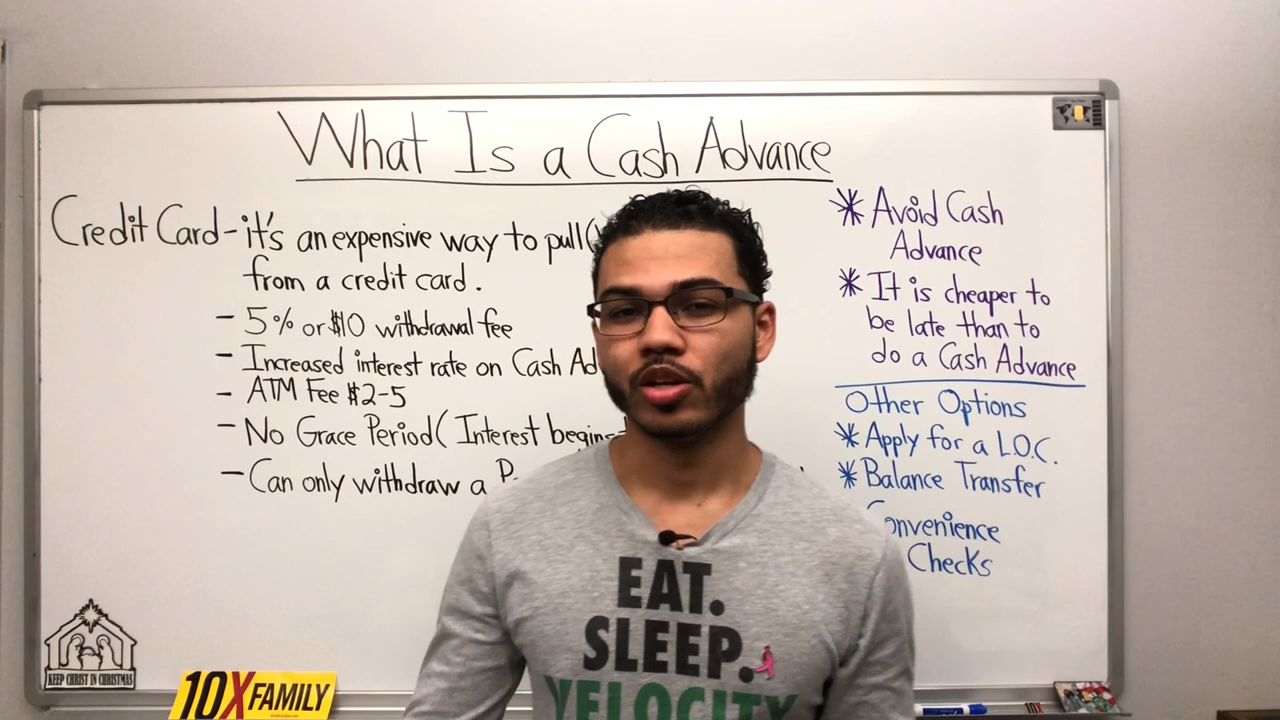 What Is a Cash Advance
Credit Card - it's an expensive way to pull (
from a credit card.
- 5% or $10 withdrawal fee
- Increased interest rate on Cash Ad
- ATM Fee $2-5
- No Grace Period ( Interest begins
- Can only withdraw a P
* Avoid Cash
Advance
* It is cheaper to
be late than to
do a Cash Advance
Other Options
* Apply for a L.O.C.
* Balance Transfer
onvenience
Checks
EAT.
SLEEP.
VELOCITY
KEEP CHRIST IN CHRISTMAS
10X FAMILY
10X